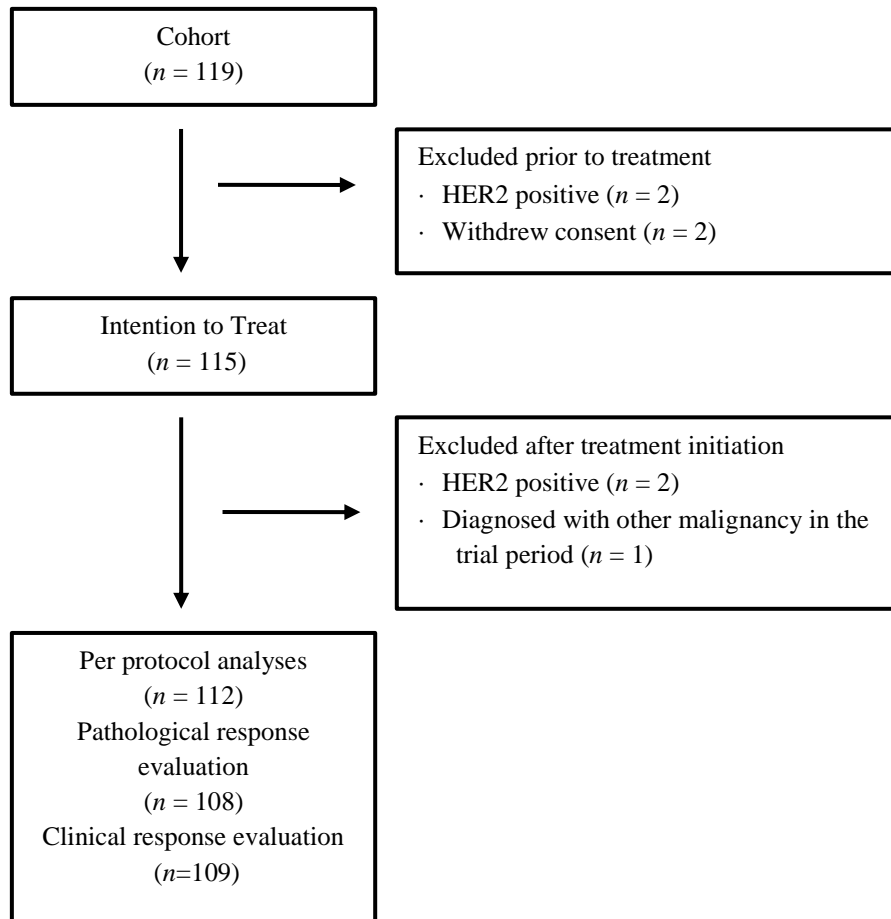 Cohort
(n = 119)
Excluded prior to treatment
· HER2 positive (n = 2)
· Withdrew consent (n = 2)
Intention to Treat
(n = 115)
Excluded after treatment initiation
· HER2 positive (n = 2)
· Diagnosed with other malignancy in the
trial period (n = 1)
Per protocol analyses
(n = 112)
Pathological response
evaluation
(n = 108)
Clinical response evaluation
(n=109)